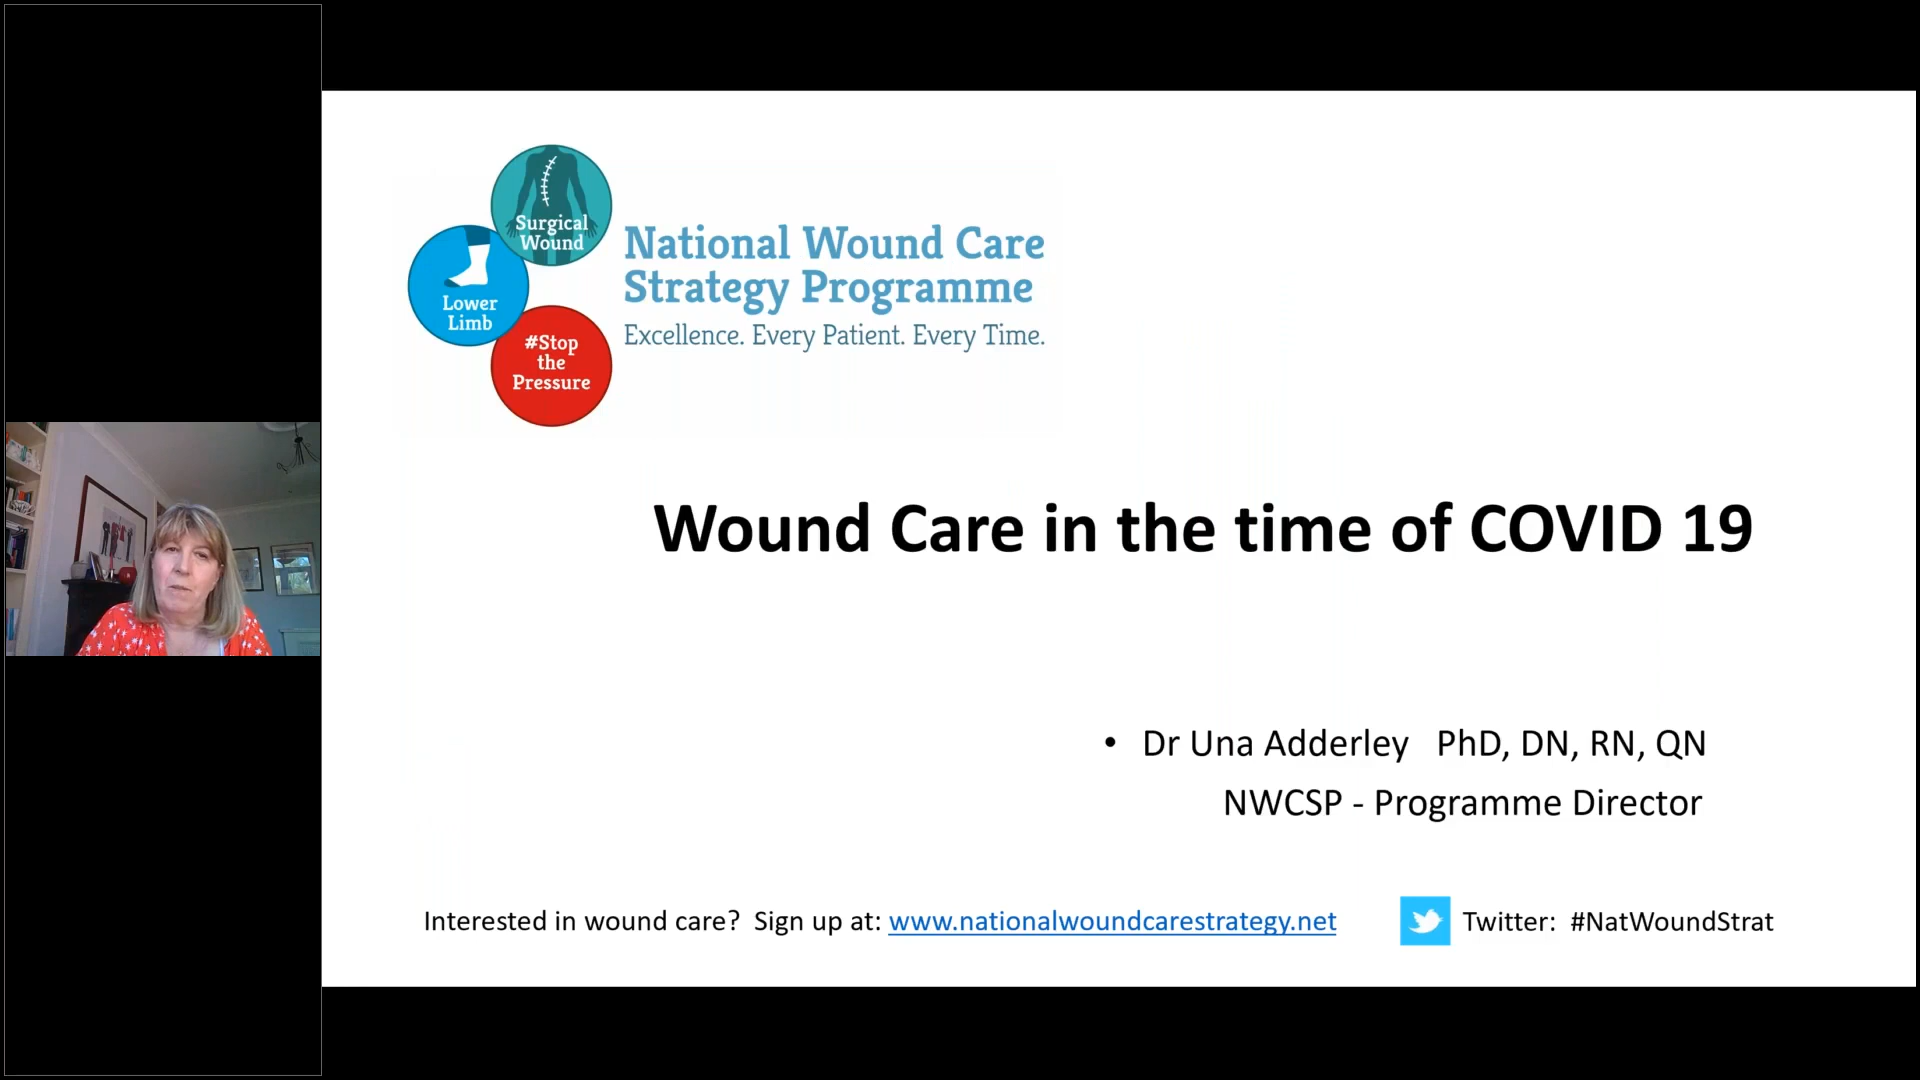 Surgical
Wound
Lower
Limb
#Stop
the
Pressure
National Wound Care
Strategy Programme
Excellence. Every Patient. Every Time.
Wound Care in the time of COVID 19
• Dr Una Adderley PhD, DN, RN, QN
NWCSP - Programme Director
Interested in wound care? Sign up at: www.nationalwoundcarestrategy.net
Twitter: #NatWoundStrat